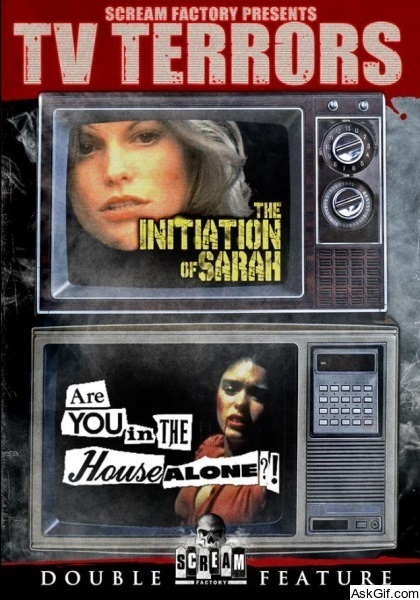 SCREAM FACTORY PRESENTS
TV TERRORS
THE
INITIATION
OF SARAH
Are
YOU in THE
House ALONE?!
SCREAM
FACTORY
DOUBLE FEATURE
AskGif.com